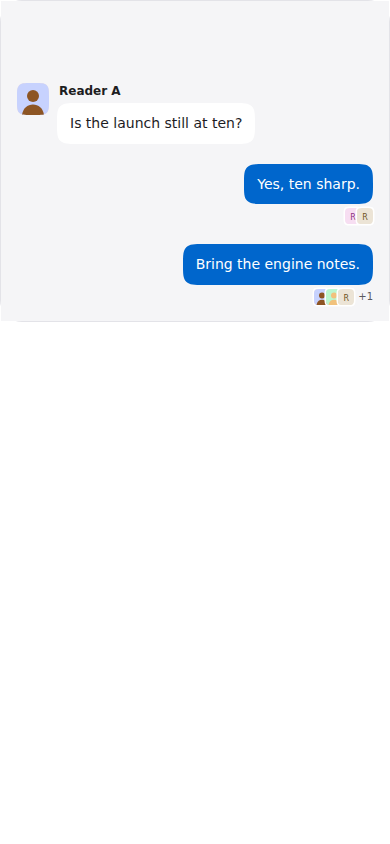 Reader A
Is the launch still at ten?
Yes, ten sharp.
R R
Bring the engine notes.
R +1